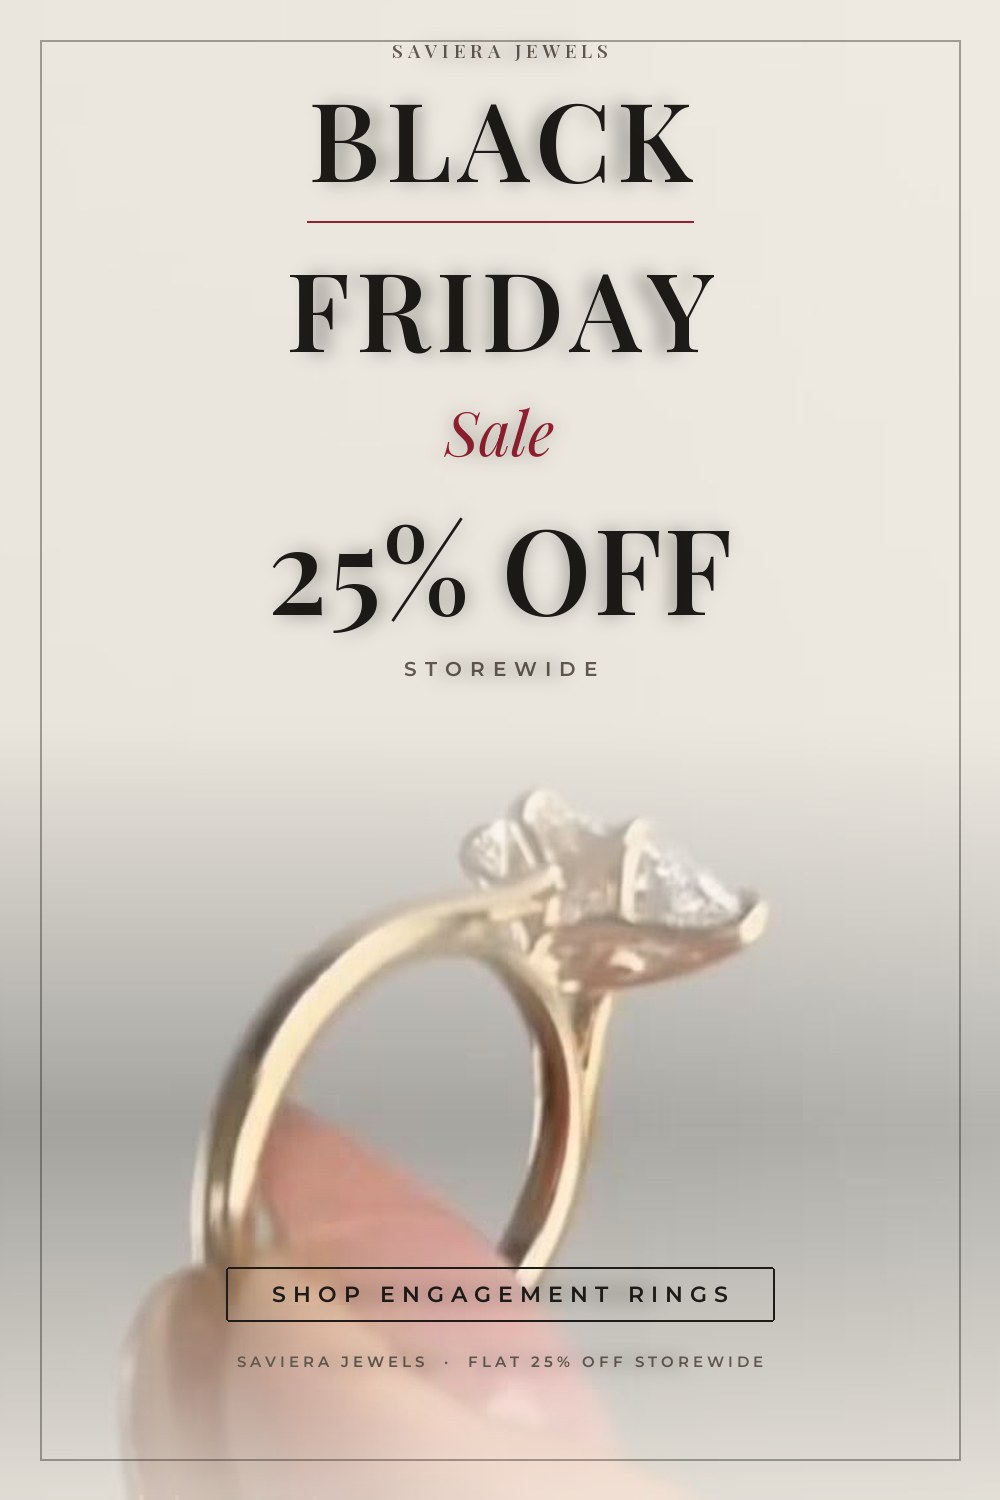 SAVIERA JEWELS
BLACK
FRIDAY
Sale
25% OFF
STOREWIDE
SHOP ENGAGEMENT RINGS
SAVIERA JEWELS · FLAT 25% OFF STOREWIDE